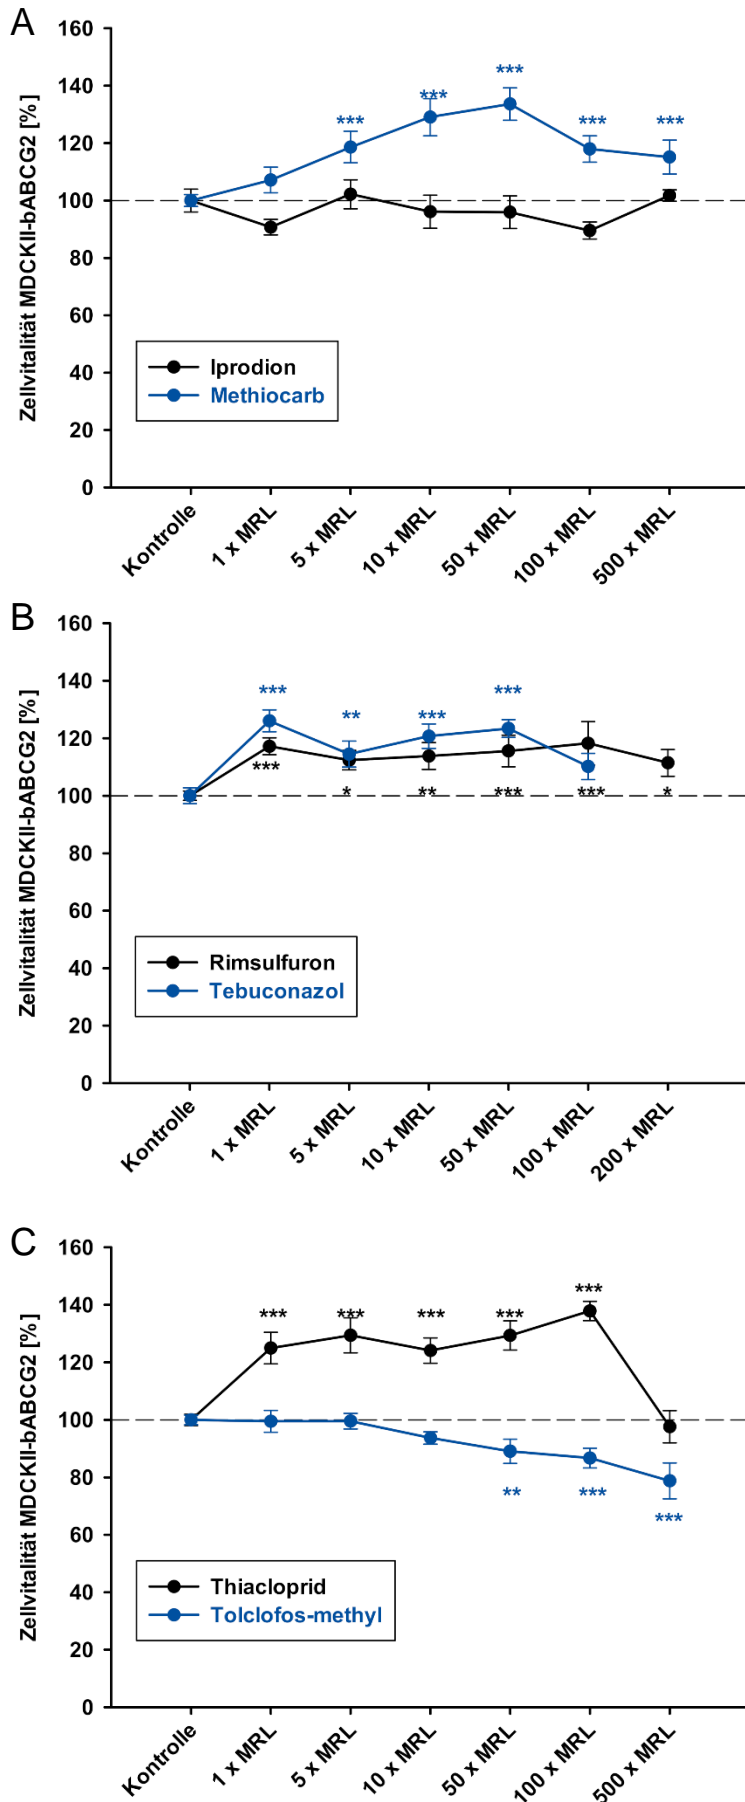 A
160
140
120
100
80
60
40
20
0
Zellvitalität MDCKII-bABCG2 [%]
***
***
***
***
***
Iprodion
Methiocarb
Kontrolle
1 x MRL
5 x MRL
10 x MRL
50 x MRL
100 x MRL
500 x MRL
B
160
140
120
100
80
60
40
20
0
Zellvitalität MDCKII-bABCG2 [%]
***
**
***
***
***
*
**
***
***
*
Rimsulfuron
Tebuconazol
Kontrolle
1 x MRL
5 x MRL
10 x MRL
50 x MRL
100 x MRL
200 x MRL
C
160
140
120
100
80
60
40
20
0
Zellvitalität MDCKII-bABCG2 [%]
***
***
***
***
***
**
***
***
Thiacloprid
Tolclofos-methyl
Kontrolle
1 x MRL
5 x MRL
10 x MRL
50 x MRL
100 x MRL
500 x MRL